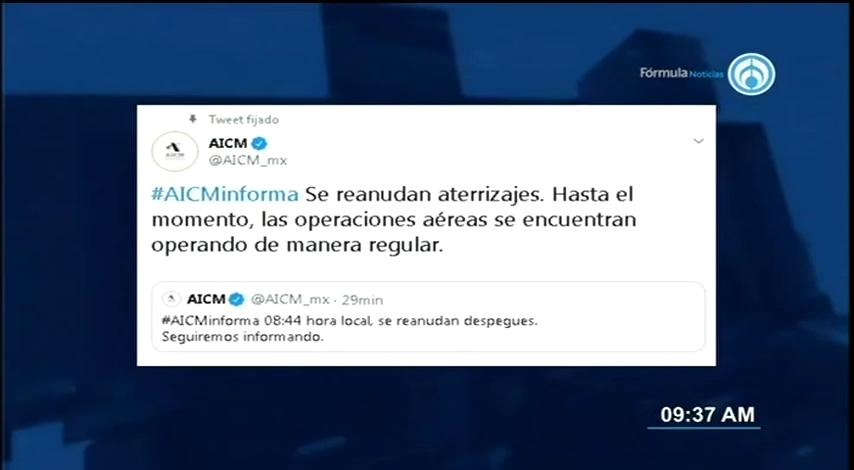 Fórmula Noticias
Tweet fijado
AICM
@AICM_mx
#AICMinforma Se reanudan aterrizajes. Hasta el
momento, las operaciones aéreas se encuentran
operando de manera regular.
AICM @AICM_mx · 29min
#AICMinforma 08:44 hora local, se reanudan despegues.
Seguiremos informando.
09:37 AM